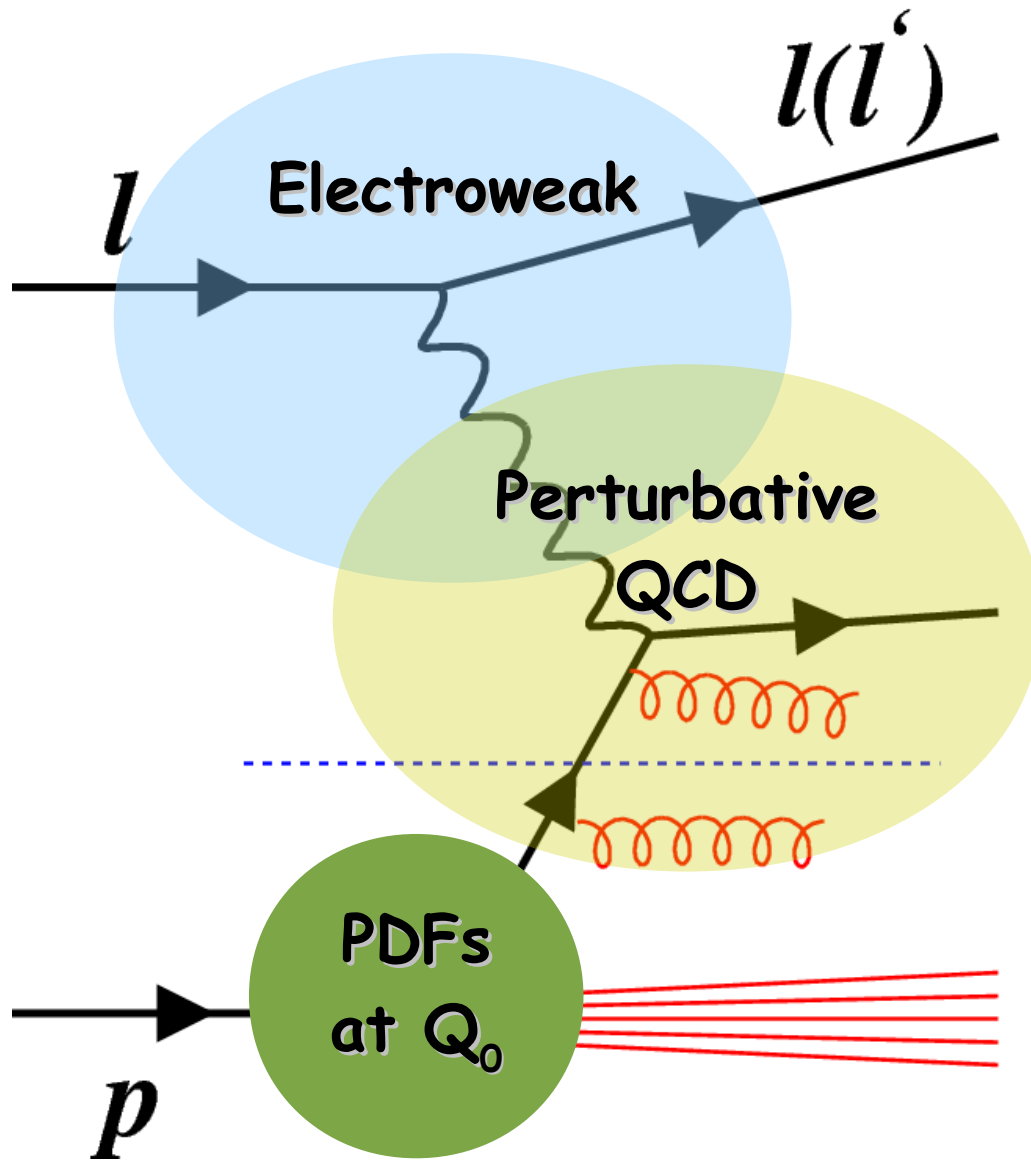 l(l‘)
Electroweak
l
Perturbative
QCD
PDFs
at Q₀
p